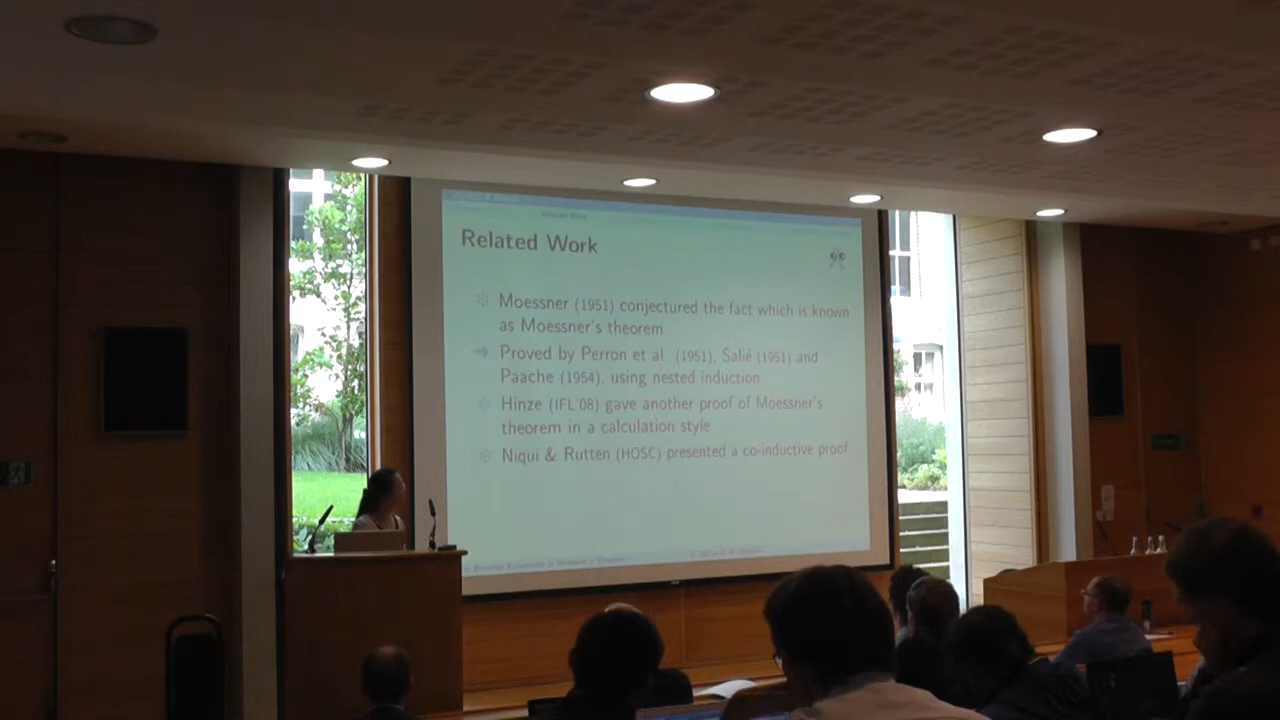 Related Work
Related Work
Moessner (1951) conjectured the fact which is known
as Moessner's theorem
Proved by Perron et al (1951), Salié (1951) and
Paache (1954), using nested induction
Hinze (IFL'08) gave another proof of Moessner's
theorem in a calculation style
Niqui & Rutten (HOSC) presented a co-inductive proof